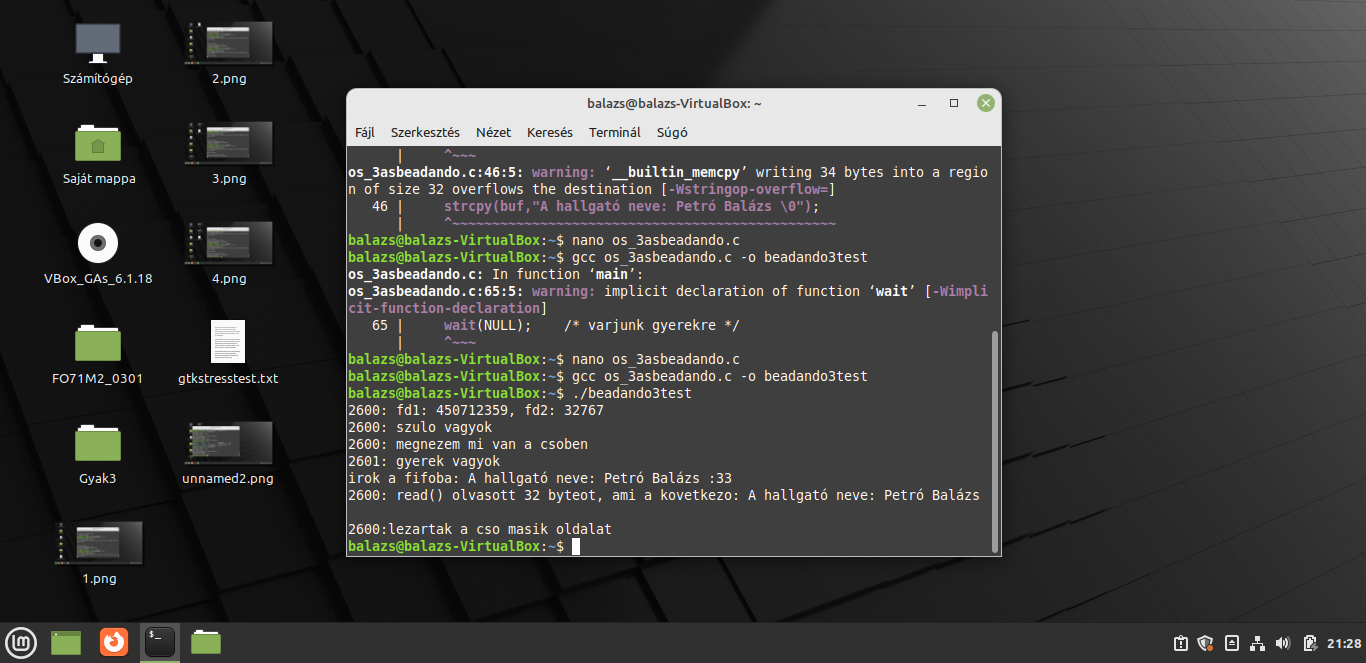 Számítógép
2.png
Saját mappa
3.png
VBox_GAs_6.1.18
4.png
FO71M2_0301
gtkstresstest.txt
Gyak3
unnamed2.png
1.png
balazs@balazs-VirtualBox: ~
Fájl Szerkesztés Nézet Keresés Terminál Súgó
| ^~~~
os_3asbeadando.c:46:5: warning: ‘__builtin_memcpy’ writing 34 bytes into a regio
n of size 32 overflows the destination [-Wstringop-overflow=]
46 | strcpy(buf,"A hallgató neve: Petró Balázs \0");
| ^~~~~~~~~~~~~~~~~~~~~~~~~~~~~~~~~~~~~~~~~~~~~~~~
balazs@balazs-VirtualBox:~$ nano os_3asbeadando.c
balazs@balazs-VirtualBox:~$ gcc os_3asbeadando.c -o beadando3test
os_3asbeadando.c: In function ‘main’:
os_3asbeadando.c:65:5: warning: implicit declaration of function ‘wait’ [-Wimpli
cit-function-declaration]
65 | wait(NULL); /* varjunk gyerekre */
| ^~~~
balazs@balazs-VirtualBox:~$ nano os_3asbeadando.c
balazs@balazs-VirtualBox:~$ gcc os_3asbeadando.c -o beadando3test
balazs@balazs-VirtualBox:~$ ./beadando3test
2600: fd1: 450712359, fd2: 32767
2600: szulo vagyok
2600: megnezem mi van a csoben
2601: gyerek vagyok
irok a fifoba: A hallgató neve: Petró Balázs :33
2600: read() olvasott 32 byteot, ami a kovetkezo: A hallgató neve: Petró Balázs
2600:lezartak a cso masik oldalat
balazs@balazs-VirtualBox:~$
21:28